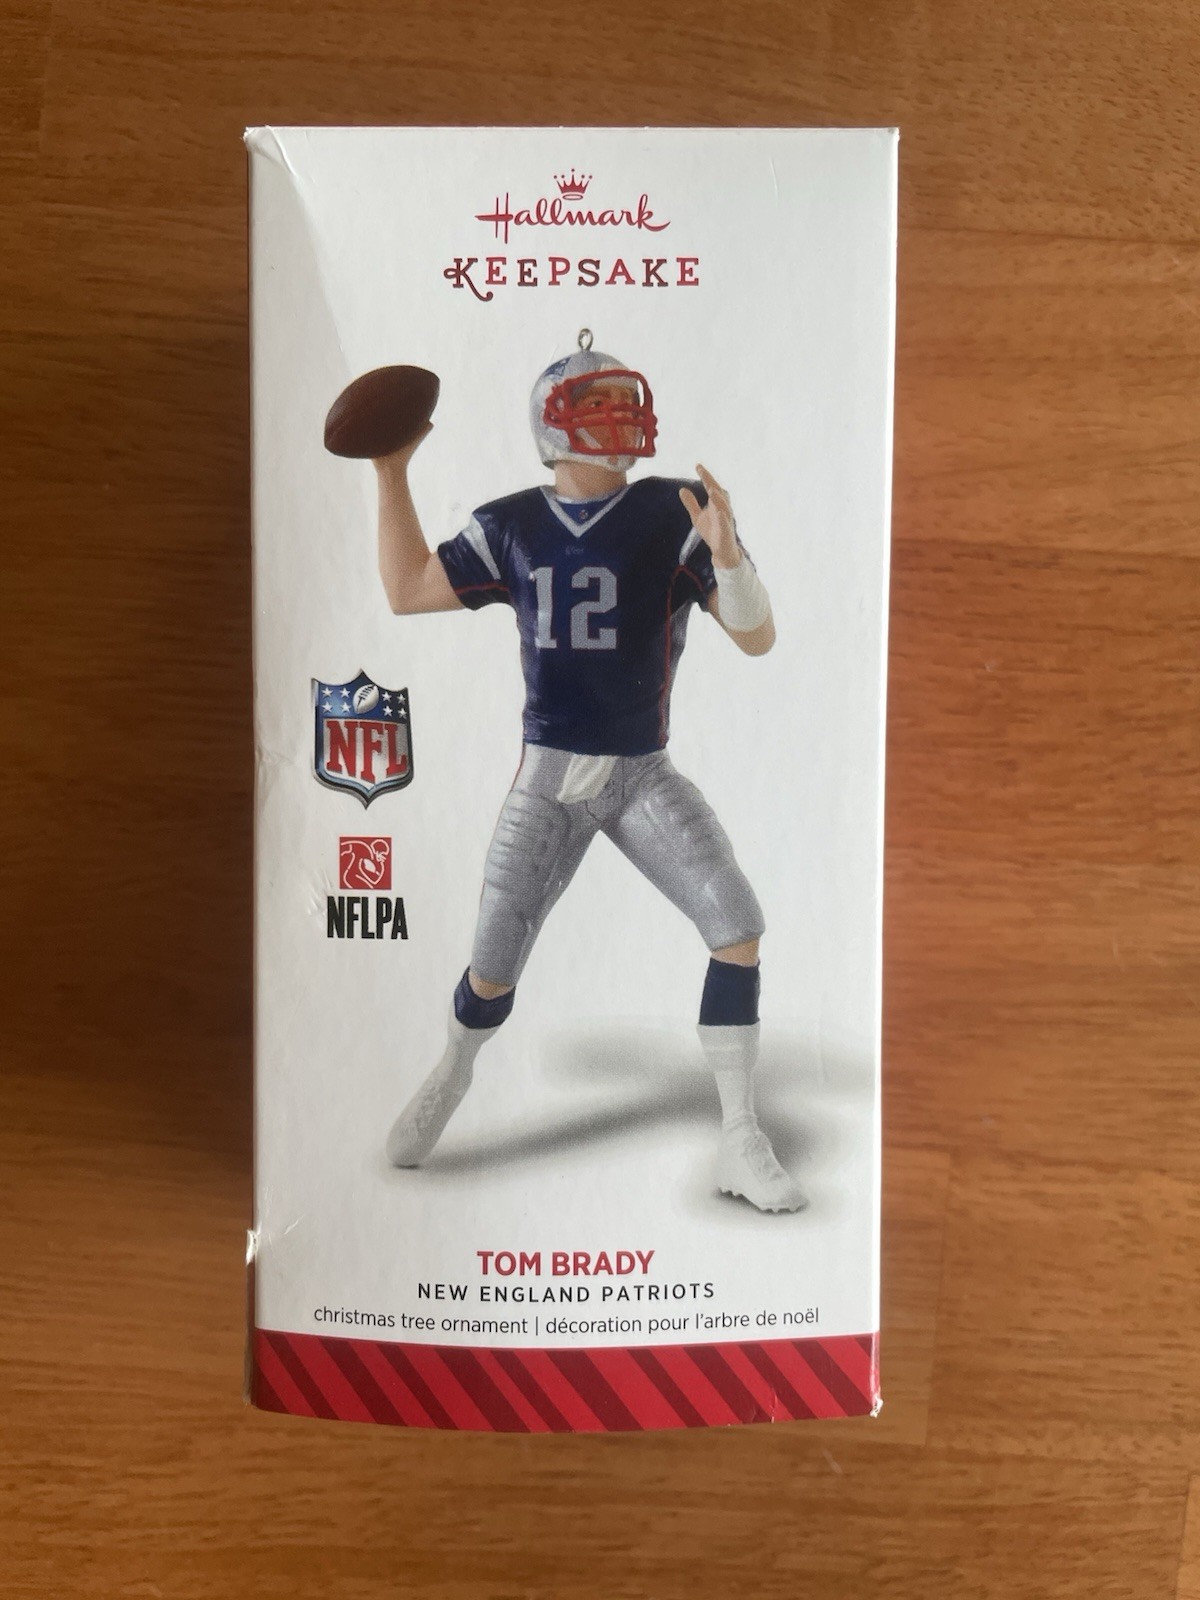 Hallmark
KEEPSAKE
12
NFL
NFLPA
TOM BRADY
NEW ENGLAND PATRIOTS
christmas tree ornament | décoration pour l'arbre de noël